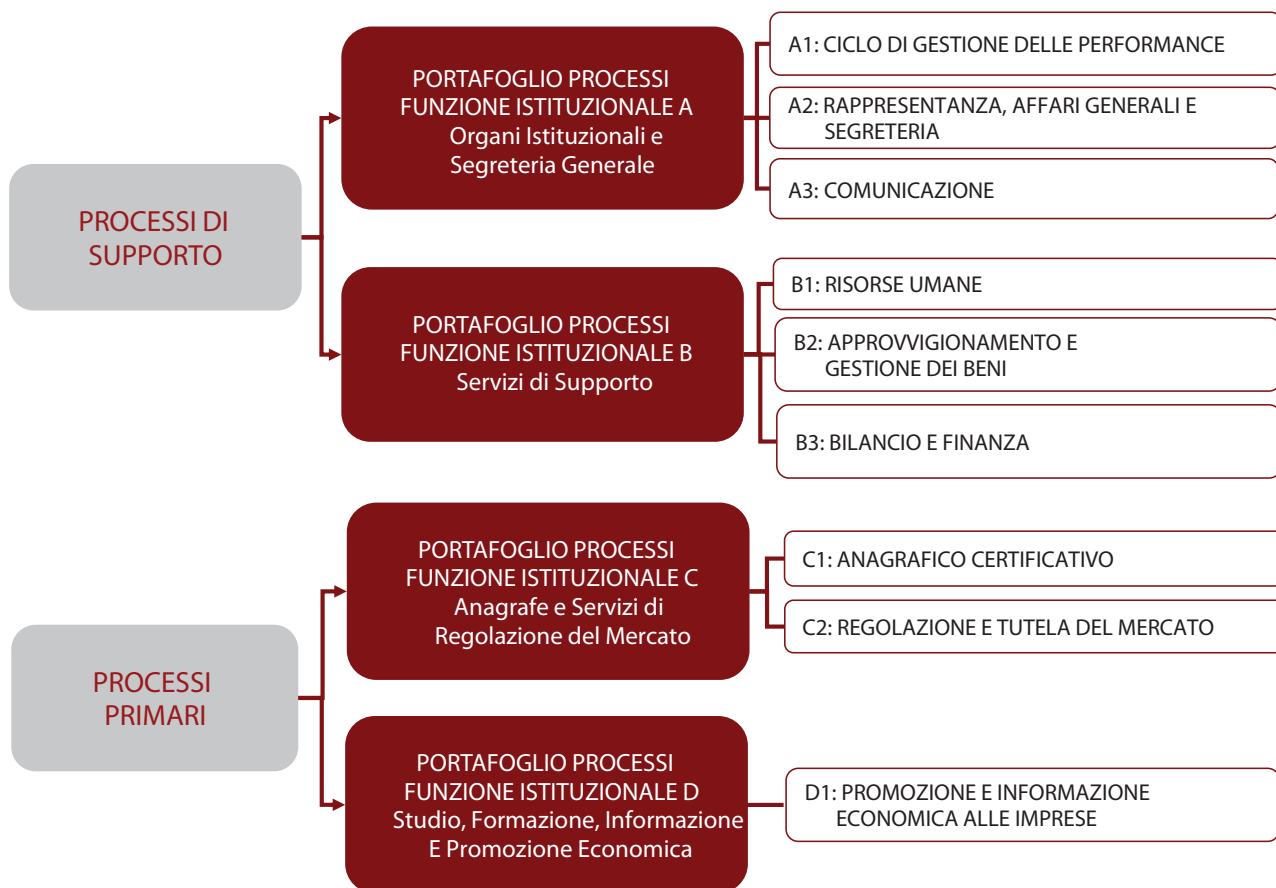 PROCESSI DI
SUPPORTO
PORTAFOGLIO PROCESSI
FUNZIONE ISTITUZIONALE A
Organi Istituzionali e
Segreteria Generale
A1: CICLO DI GESTIONE DELLE PERFORMANCE
A2: RAPPRESENTANZA, AFFARI GENERALI E
SEGRETERIA
A3: COMUNICAZIONE
PORTAFOGLIO PROCESSI
FUNZIONE ISTITUZIONALE B
Servizi di Supporto
B1: RISORSE UMANE
B2: APPROVVIGIONAMENTO E
GESTIONE DEI BENI
B3: BILANCIO E FINANZA
PROCESSI
PRIMARI
PORTAFOGLIO PROCESSI
FUNZIONE ISTITUZIONALE C
Anagrafe e Servizi di
Regolazione del Mercato
C1: ANAGRAFICO CERTIFICATIVO
C2: REGOLAZIONE E TUTELA DEL MERCATO
PORTAFOGLIO PROCESSI
FUNZIONE ISTITUZIONALE D
Studio, Formazione, Informazione
E Promozione Economica
D1: PROMOZIONE E INFORMAZIONE
ECONOMICA ALLE IMPRESE